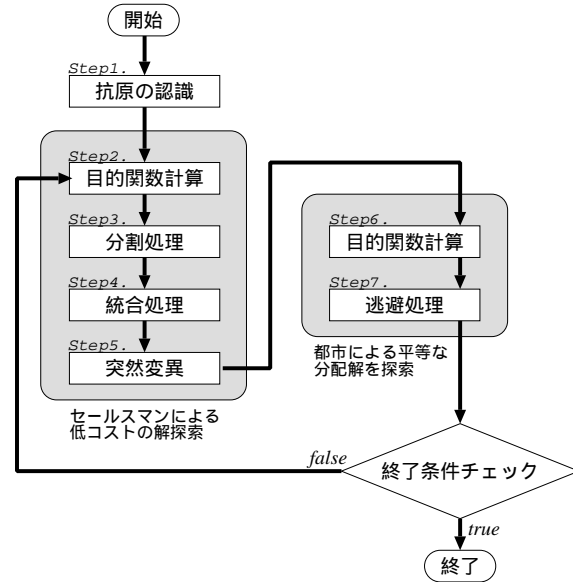 開始
Step1.
抗原の認識
Step2.
目的関数計算
Step3.
分割処理
Step4.
統合処理
Step5.
突然変異
セールスマンによる
低コストの解探索
Step6.
目的関数計算
Step7.
逃避処理
都市による平等な
分配解を探索
false
終了条件チェック
true
終了